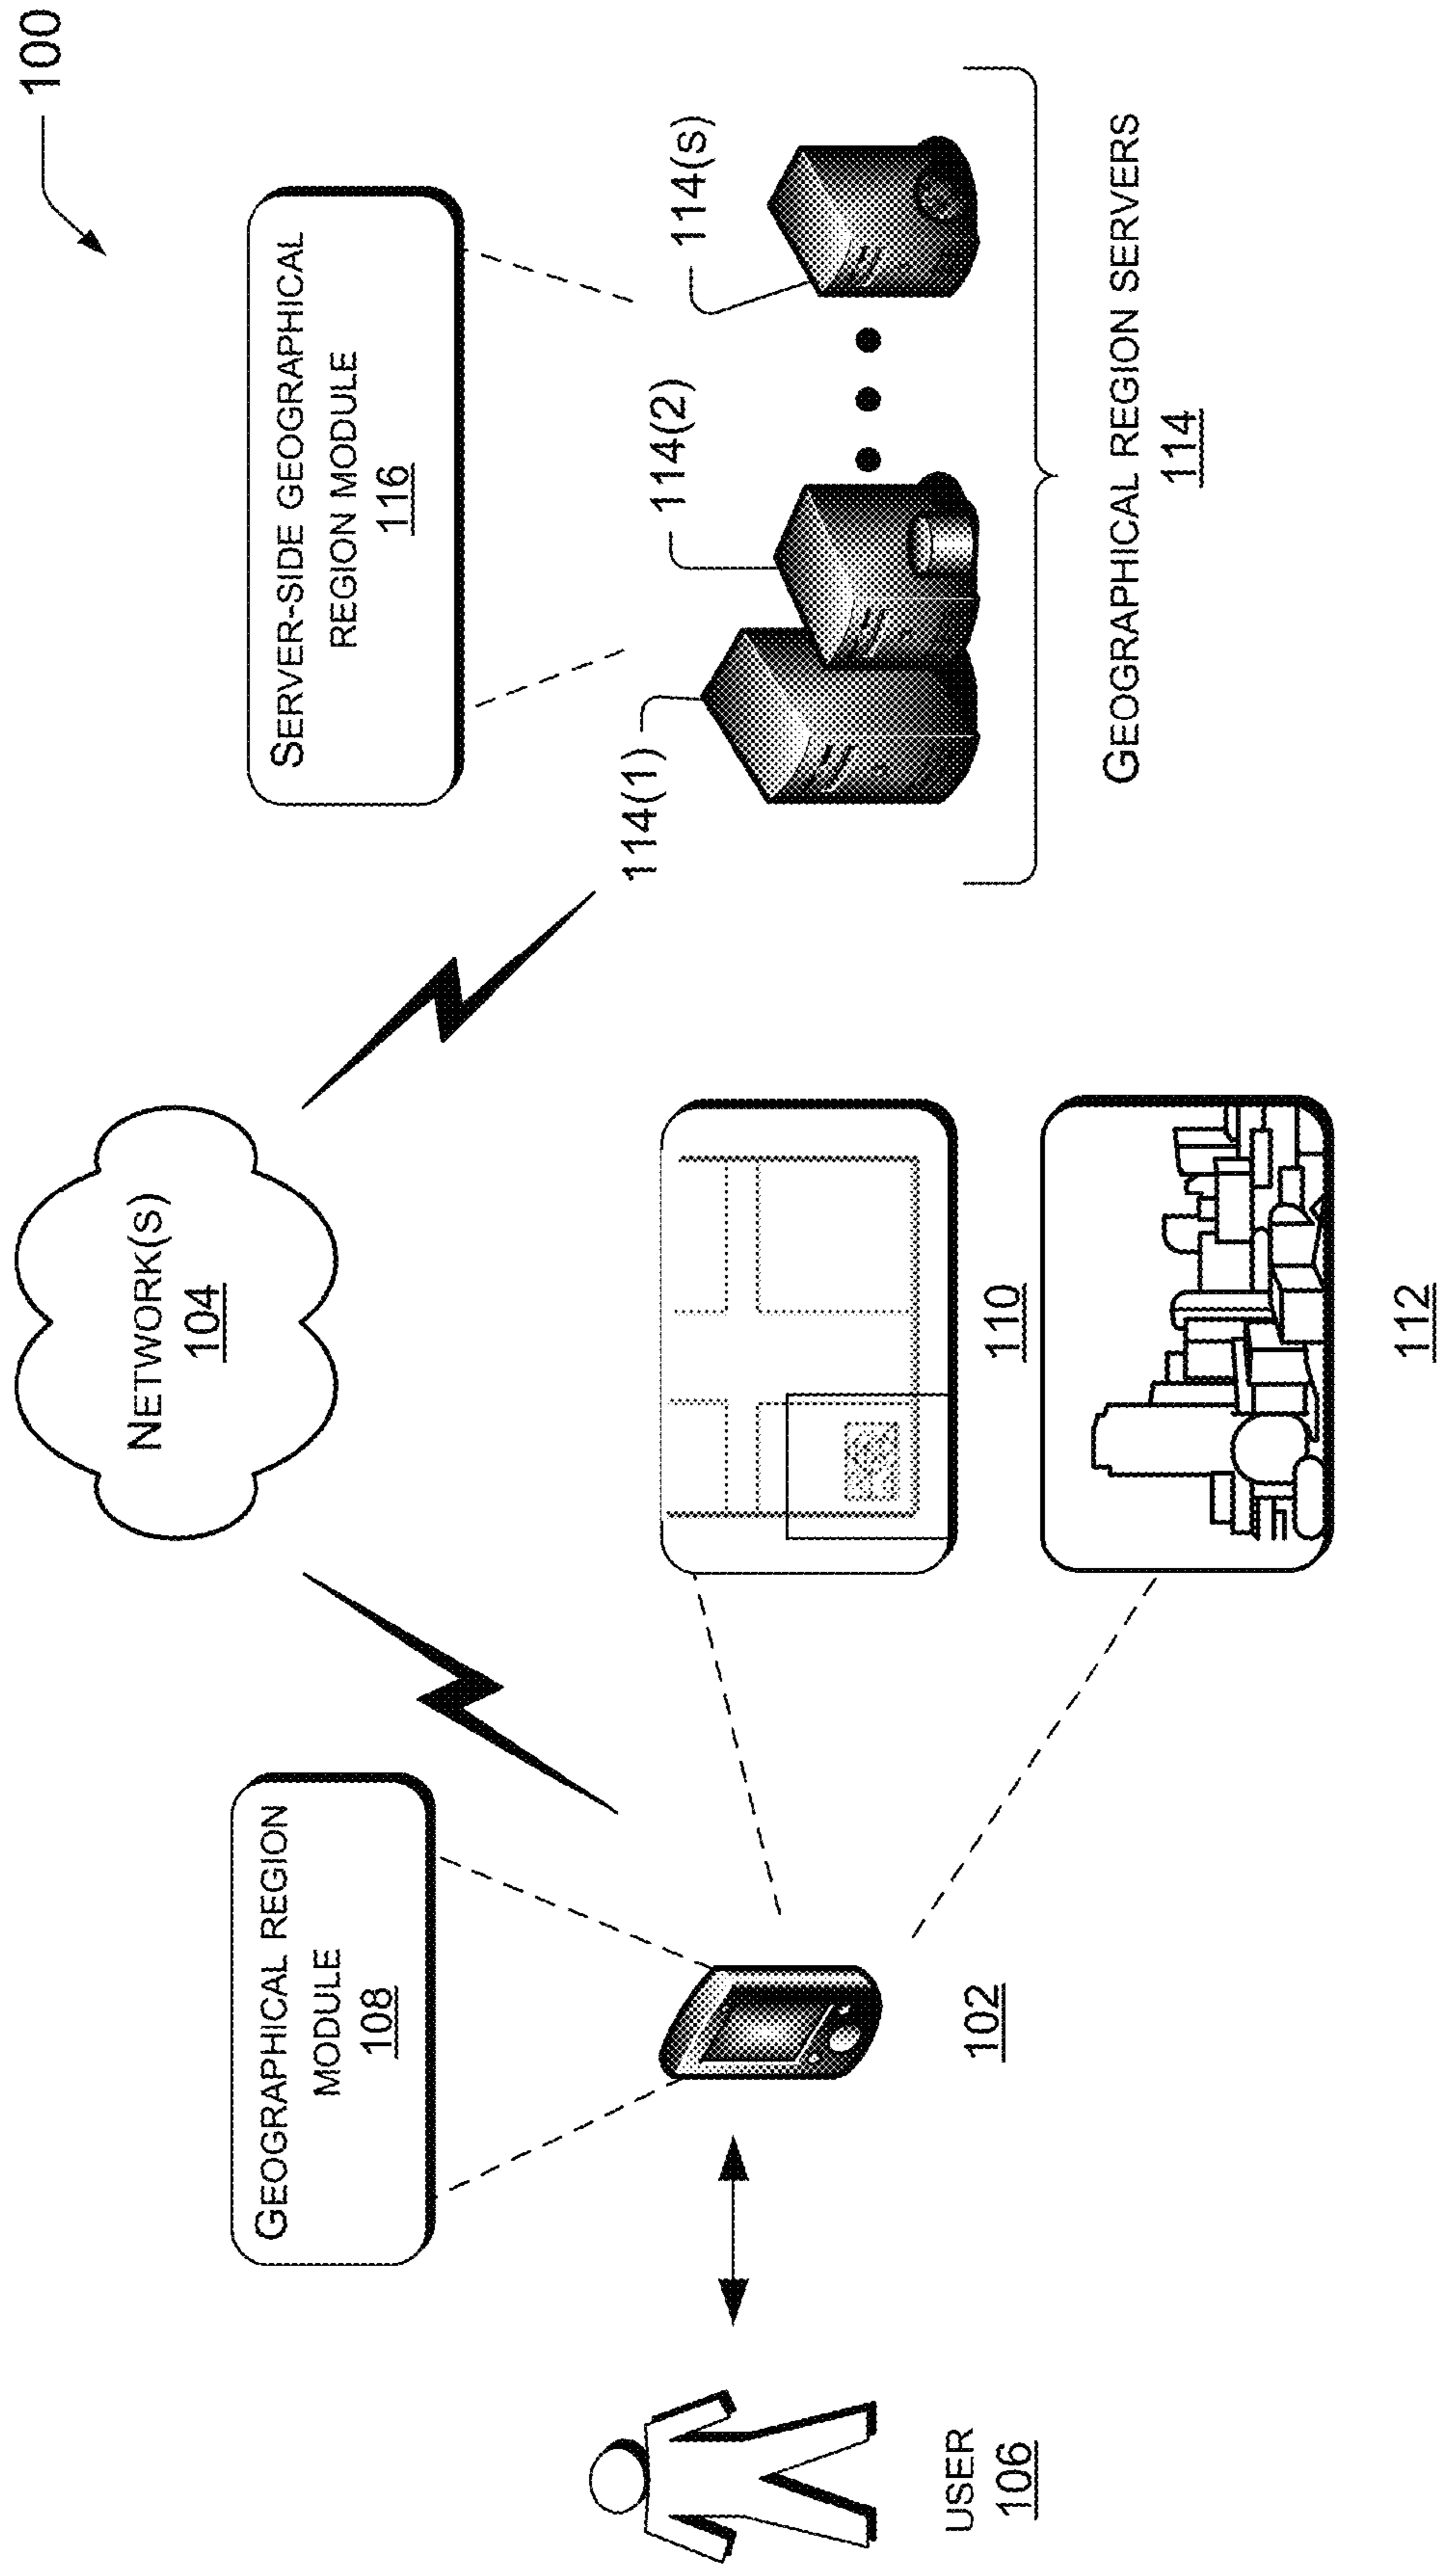 100
NETWORK(S)
104
GEOGRAPHICAL REGION
MODULE
108
SERVER-SIDE GEOGRAPHICAL
REGION MODULE
116
114(1)
114(2)
114(S)
USER
106
102
110
112
GEOGRAPHICAL REGION SERVERS
114